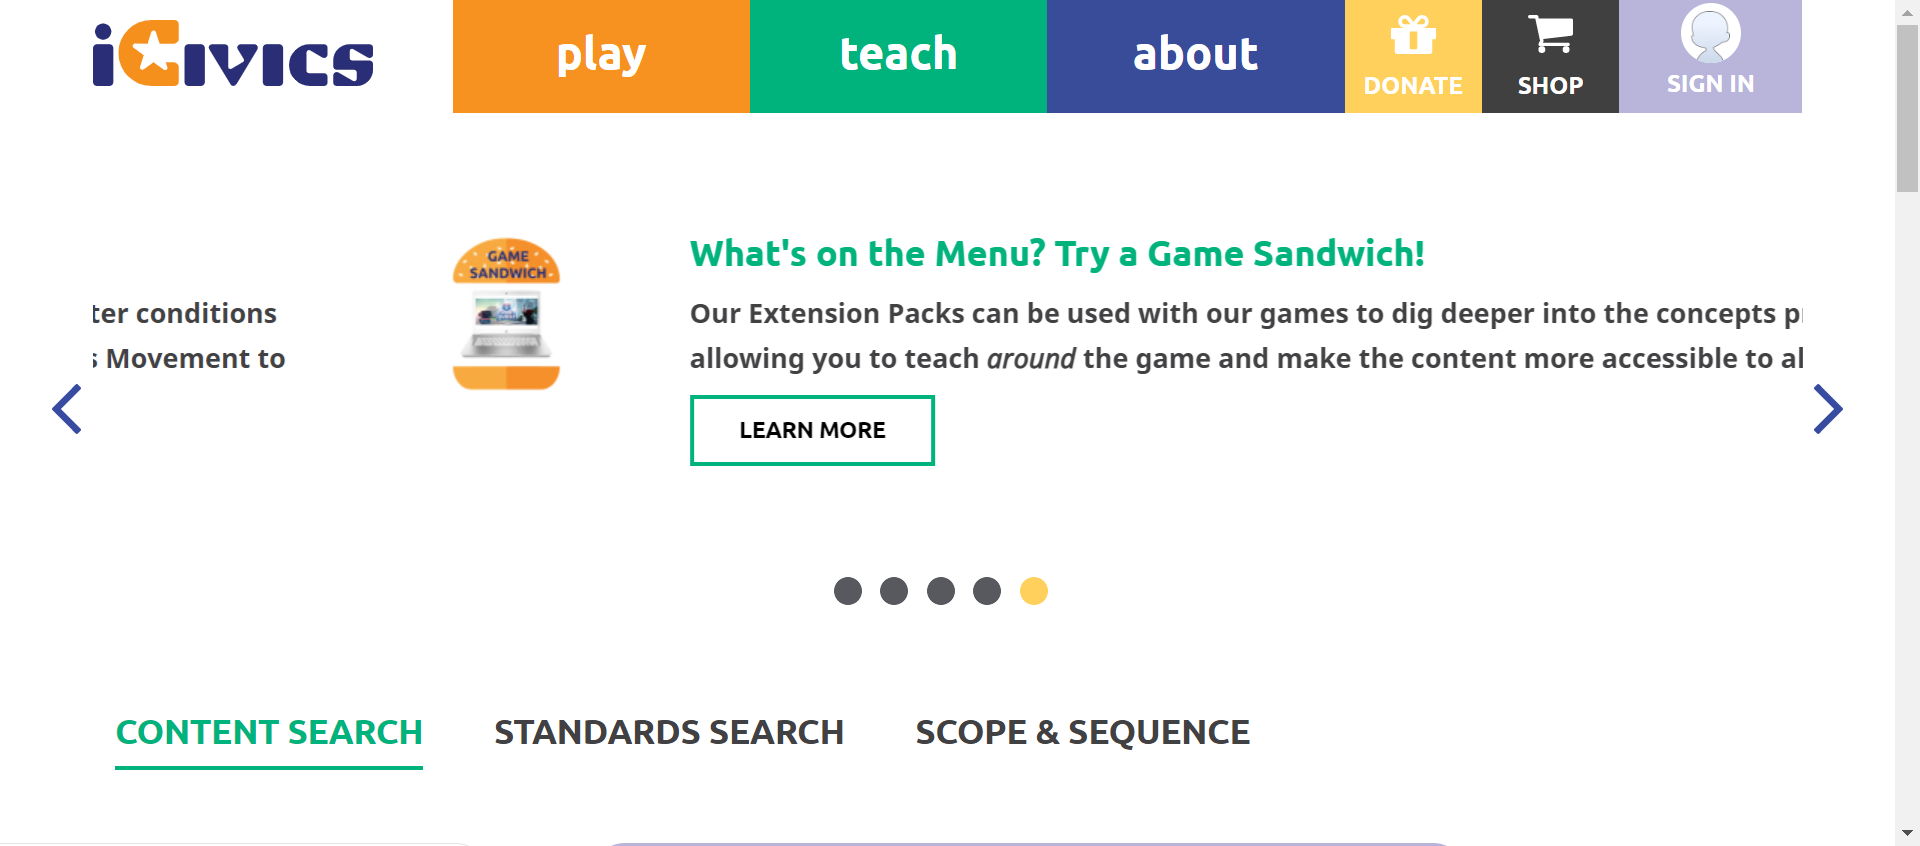 iCivics
play
teach
about
DONATE
SHOP
SIGN IN
ter conditions
Movement to
GAME
SANDWICH
What's on the Menu? Try a Game Sandwich!
Our Extension Packs can be used with our games to dig deeper into the concepts
allowing you to teach around the game and make the content more accessible to
LEARN MORE
CONTENT SEARCH
STANDARDS SEARCH
SCOPE & SEQUENCE